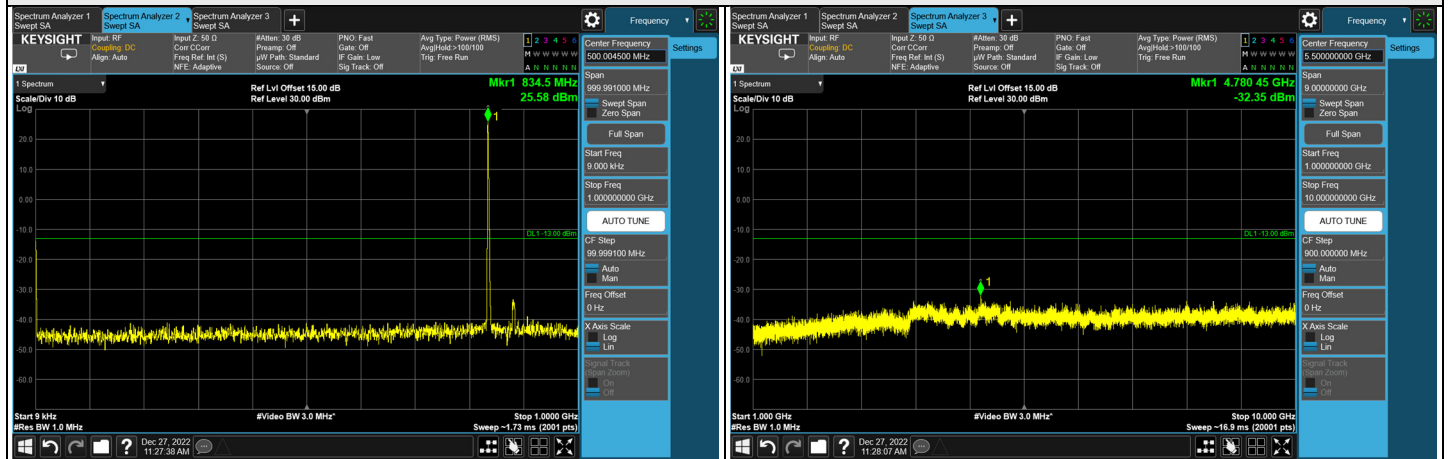 Spectrum Analyzer 1
Swept SA
Spectrum Analyzer 2
Swept SA
Spectrum Analyzer 3
Swept SA
Frequency
KEYSIGHT
Input: RF
Coupling: DC
Align: Auto
Input Z: 50 Ω
Corr CCorr
Freq Ref: Int (S)
NFE: Adaptive
#Atten: 30 dB
Preamp: Off
µW Path: Standard
Source: Off
PNO: Fast
Gate: Off
IF Gain: Low
Sig Track: Off
Avg Type: Power (RMS)
Avg|Hold:>100/100
Trig: Free Run
1 2 3 4 5 6
M W W W W W
A N N N N N
LXI
1 Spectrum
Scale/Div 10 dB
Log
Ref Lvl Offset 15.00 dB
Ref Level 30.00 dBm
Mkr1 834.5 MHz
25.58 dBm
1
20.0
10.0
0.00
-10.0
-20.0
-30.0
-40.0
-50.0
-60.0
DL1 -13.00 dBm
Start 9 kHz
#Res BW 1.0 MHz
#Video BW 3.0 MHz*
Stop 1.0000 GHz
Sweep ~1.73 ms (2001 pts)
Dec 27, 2022
11:27:38 AM
Center Frequency
500.004500 MHz
Settings
Span
999.991000 MHz
Swept Span
Zero Span
Full Span
Start Freq
9.000 kHz
Stop Freq
1.000000000 GHz
AUTO TUNE
CF Step
99.999100 MHz
Auto
Man
Freq Offset
0 Hz
X Axis Scale
Log
Lin
Signal Track
(Span Zoom)
On
Off
Spectrum Analyzer 1
Swept SA
Spectrum Analyzer 2
Swept SA
Spectrum Analyzer 3
Swept SA
Frequency
KEYSIGHT
Input: RF
Coupling: DC
Align: Auto
Input Z: 50 Ω
Corr CCorr
Freq Ref: Int (S)
NFE: Adaptive
#Atten: 30 dB
Preamp: Off
µW Path: Standard
Source: Off
PNO: Fast
Gate: Off
IF Gain: Low
Sig Track: Off
Avg Type: Power (RMS)
Avg|Hold:>100/100
Trig: Free Run
1 2 3 4 5 6
M W W W W W
A N N N N N
LXI
1 Spectrum
Scale/Div 10 dB
Log
Ref Lvl Offset 15.00 dB
Ref Level 30.00 dBm
Mkr1 4.780 45 GHz
-32.35 dBm
1
20.0
10.0
0.00
-10.0
-20.0
-30.0
-40.0
-50.0
-60.0
DL1 -13.00 dBm
Start 1.000 GHz
#Res BW 1.0 MHz
#Video BW 3.0 MHz*
Stop 10.000 GHz
Sweep ~16.9 ms (20001 pts)
Dec 27, 2022
11:28:07 AM
Center Frequency
5.500000000 GHz
Settings
Span
9.00000000 GHz
Swept Span
Zero Span
Full Span
Start Freq
1.000000000 GHz
Stop Freq
10.000000000 GHz
AUTO TUNE
CF Step
900.000000 MHz
Auto
Man
Freq Offset
0 Hz
X Axis Scale
Log
Lin
Signal Track
(Span Zoom)
On
Off